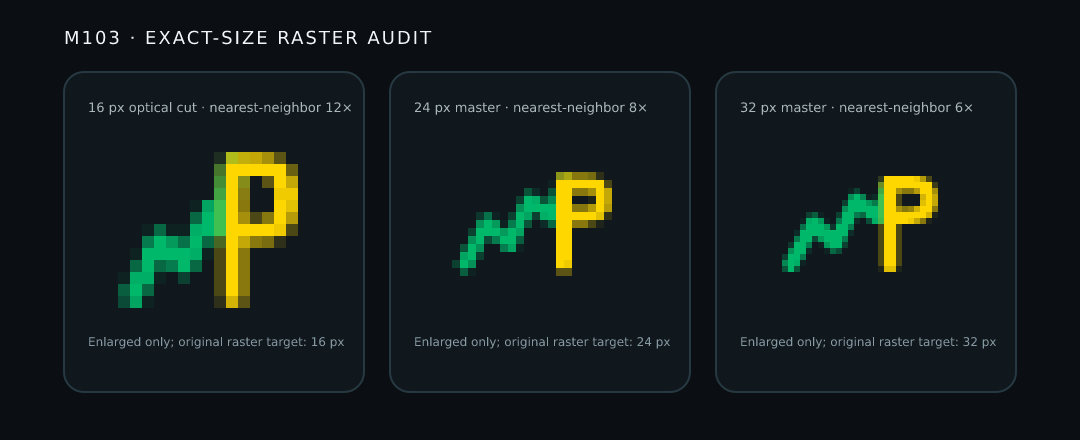 M103 · EXACT-SIZE RASTER AUDIT
16 px optical cut · nearest-neighbor 12×
24 px master · nearest-neighbor 8×
32 px master · nearest-neighbor 6×
P
P
P
Enlarged only; original raster target: 16 px
Enlarged only; original raster target: 24 px
Enlarged only; original raster target: 32 px